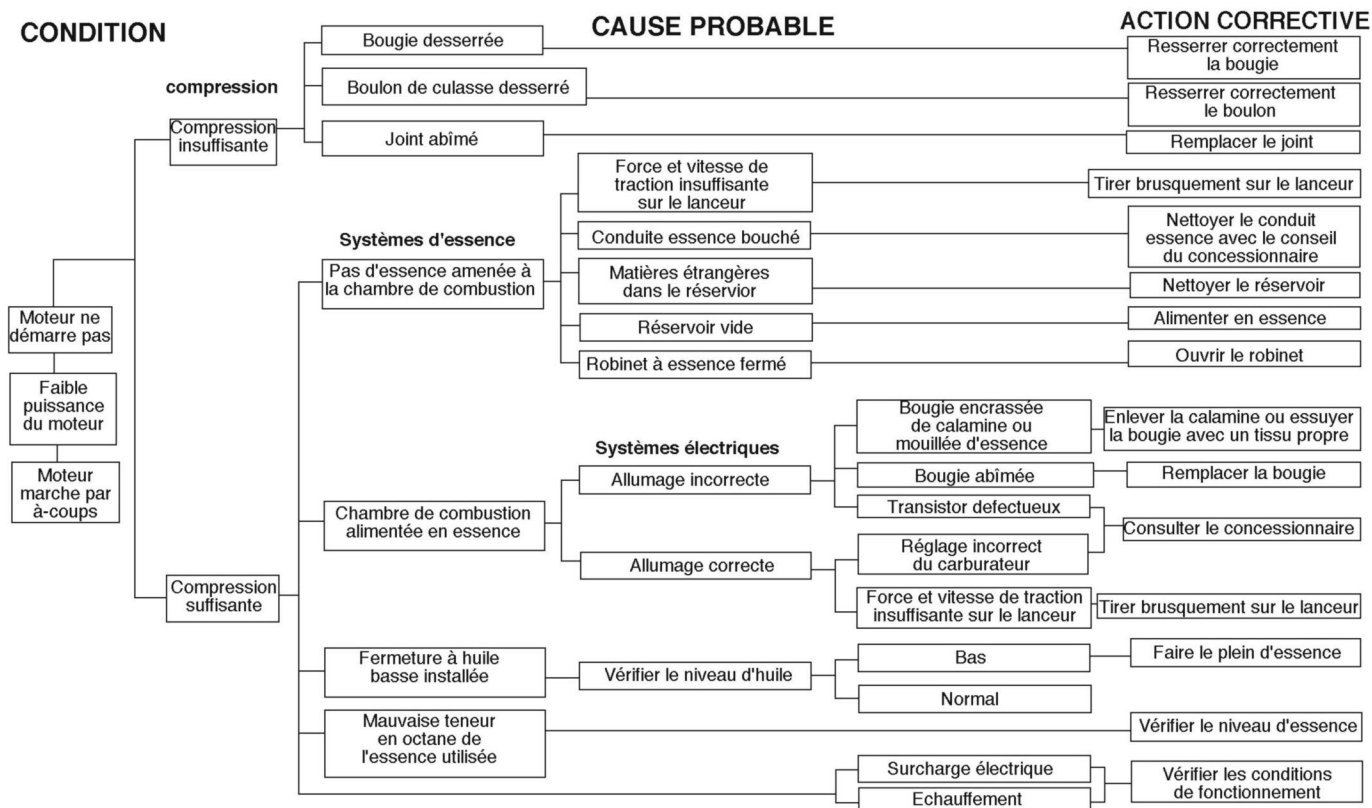 CONDITION
CAUSE PROBABLE
ACTION CORRECTIVE
compression
Bougie desserrée
Resserrer correctement
la bougie
Boulon de culasse desserré
Resserrer correctement
le boulon
Compression
insuffisante
Joint abîmé
Remplacer le joint
Force et vitesse de
traction insuffisante
sur le lanceur
Tirer brusquement sur le lanceur
Systèmes d'essence
Conduite essence bouché
Nettoyer le conduit
essence avec le conseil
du concessionnaire
Pas d'essence amenée à
la chambre de combustion
Matières étrangères
dans le réservior
Nettoyer le réservoir
Réservoir vide
Alimenter en essence
Robinet à essence fermé
Ouvrir le robinet
Moteur ne
démarre pas
Faible
puissance
du moteur
Moteur
marche par
à-coups
Systèmes électriques
Bougie encrassée
de calamine ou
mouillée d'essence
Enlever la calamine ou essuyer
la bougie avec un tissu propre
Allumage incorrecte
Bougie abîmée
Remplacer la bougie
Transistor defectueux
Chambre de combustion
alimentée en essence
Consulter le concessionnaire
Allumage correcte
Réglage incorrect
du carburateur
Compression
suffisante
Force et vitesse de traction
insuffisante sur le lanceur
Tirer brusquement sur le lanceur
Fermeture à huile
basse installée
Vérifier le niveau d'huile
Bas
Faire le plein d'essence
Normal
Mauvaise teneur
en octane de
l'essence utilisée
Vérifier le niveau d'essence
Surcharge électrique
Echauffement
Vérifier les conditions
de fonctionnement